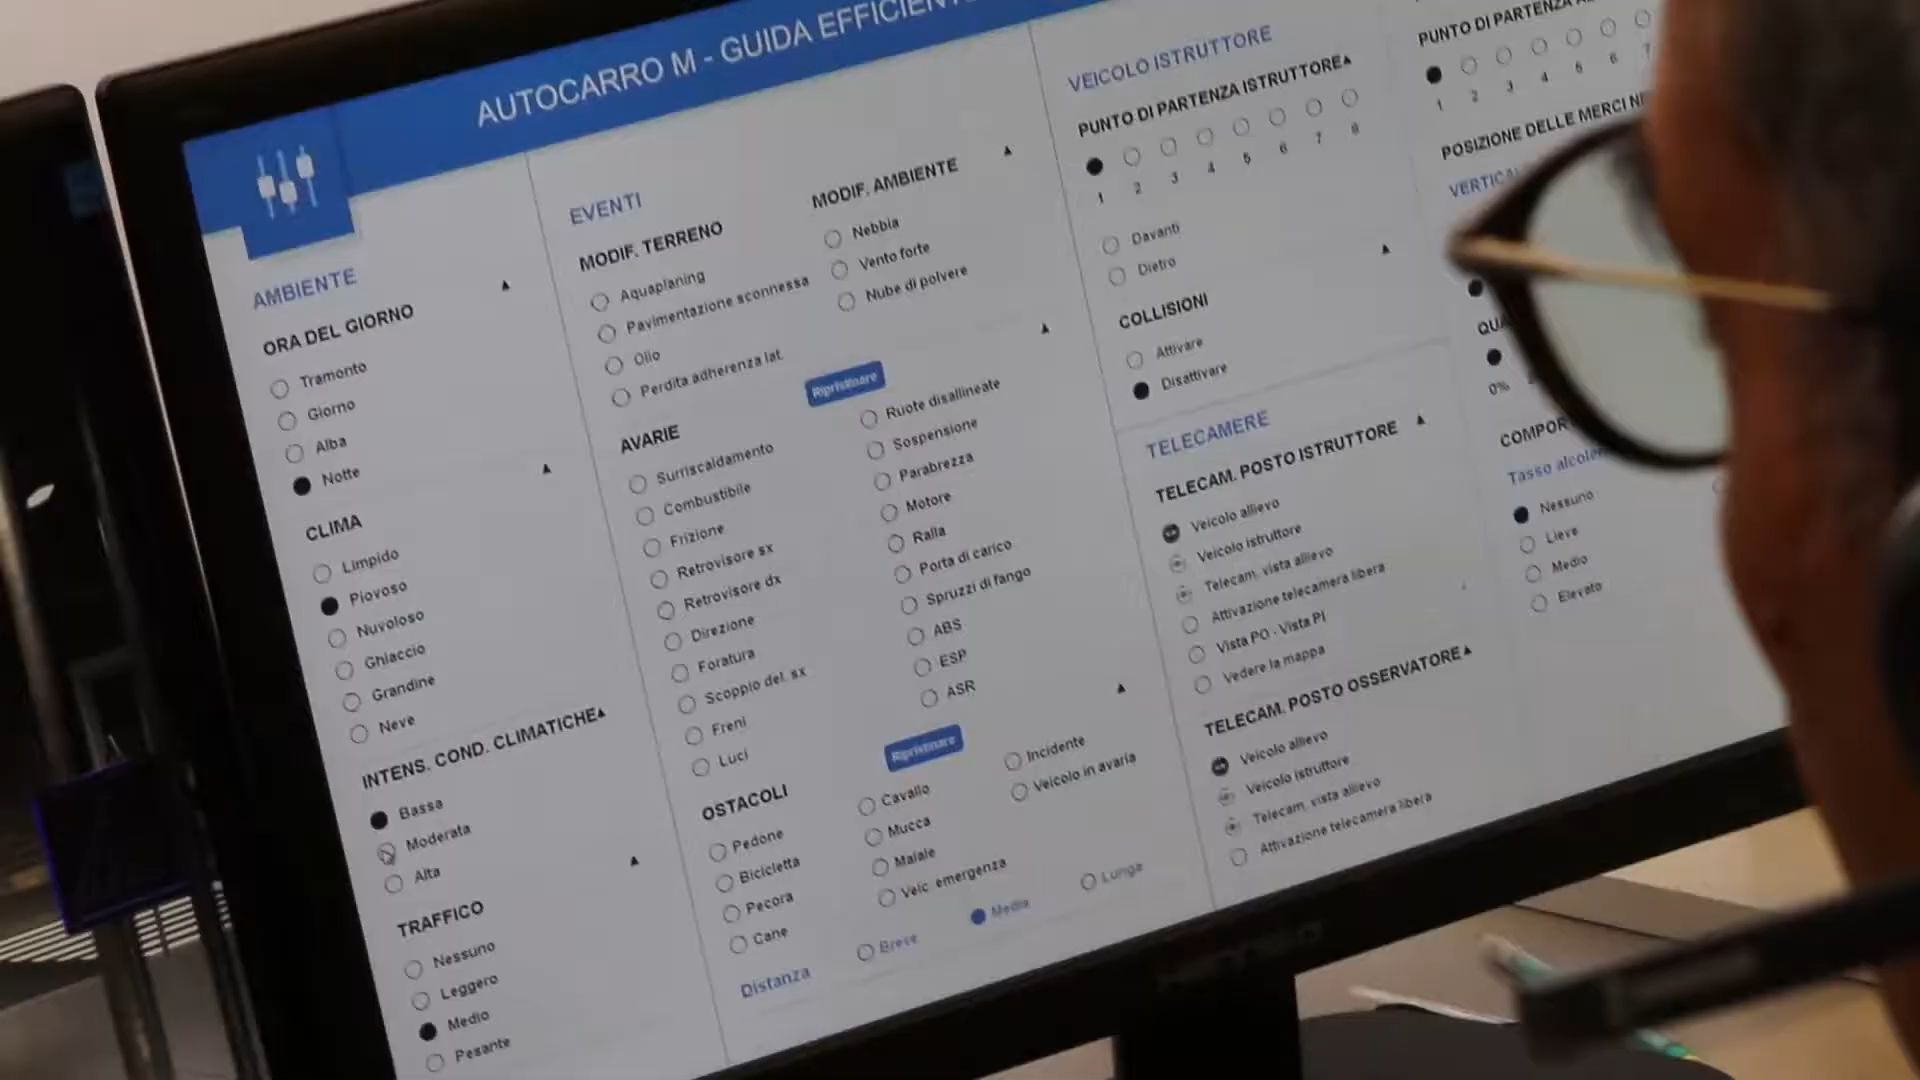 AUTOCARRO M - GUIDA
AMBIENTE
ORA DEL GIORNO
Tramonto
Giorno
Alba
Notte
CLIMA
Limpido
Piovoso
Nuvoloso
Ghiaccio
Grandine
Neve
INTENS. COND. CLIMATICHE
Bassa
Moderata
Alta
TRAFFICO
Nessuno
Leggero
Medio
Pesante
EVENTI
MODIF. TERRENO
Aquaplaning
Pavimentazione sconnessa
Olio
Perdita adherenza lat.
MODIF. AMBIENTE
Nebbia
Vento forte
Nube di polvere
Ripristinare
AVARIE
Surriscaldamento
Combustibile
Frizione
Retrovisore sx
Retrovisore dx
Direzione
Foratura
Scoppio del. sx
Freni
Luci
Ruote disallineate
Sospensione
Parabrezza
Motore
Ralla
Porta di carico
Spruzzi di fango
ABS
ESP
ASR
Ripristinare
OSTACOLI
Pedone
Bicicletta
Pecora
Cane
Cavallo
Mucca
Maiale
Veic. emergenza
Incidente
Veicolo in avaria
Distanza
Breve
Media
Lunga
VEICOLO ISTRUTTORE
PUNTO DI PARTENZA ISTRUTTORE
1 2 3 4 5 6 7 8
Davanti
Dietro
COLLISIONI
Attivare
Disattivare
TELECAMERE
TELECAM. POSTO ISTRUTTORE
Veicolo allievo
Veicolo istruttore
Telecam. vista allievo
Attivazione telecamera libera
Vista PO - Vista PI
Vedere la mappa
TELECAM. POSTO OSSERVATORE
Veicolo allievo
Veicolo istruttore
Telecam. vista allievo
Attivazione telecamera libera
PUNTO DI PARTENZA
1 2 3 4 5 6 7
POSIZIONE DELLE MERCI
0%
Tasso
Nessuno
Lieve
Medio
Elevato